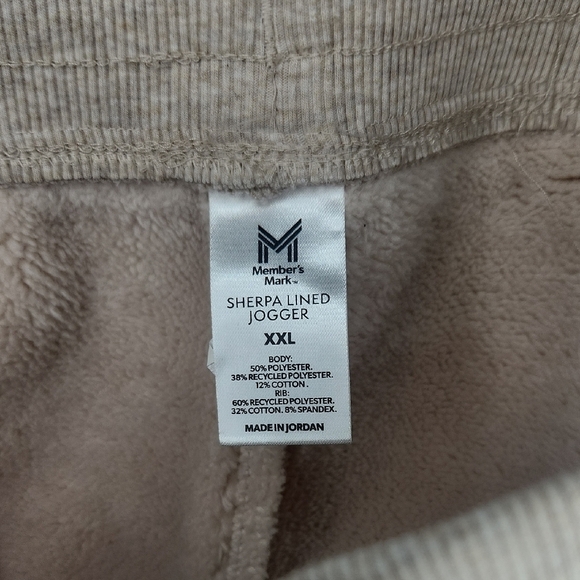 M
Member's
Mark™
SHERPA LINED
JOGGER
XXL
BODY:
50% POLYESTER.
38% RECYCLED POLYESTER.
12% COTTON.
RIB:
60% RECYCLED POLYESTER.
32% COTTON. 8% SPANDEX.
MADE IN JORDAN